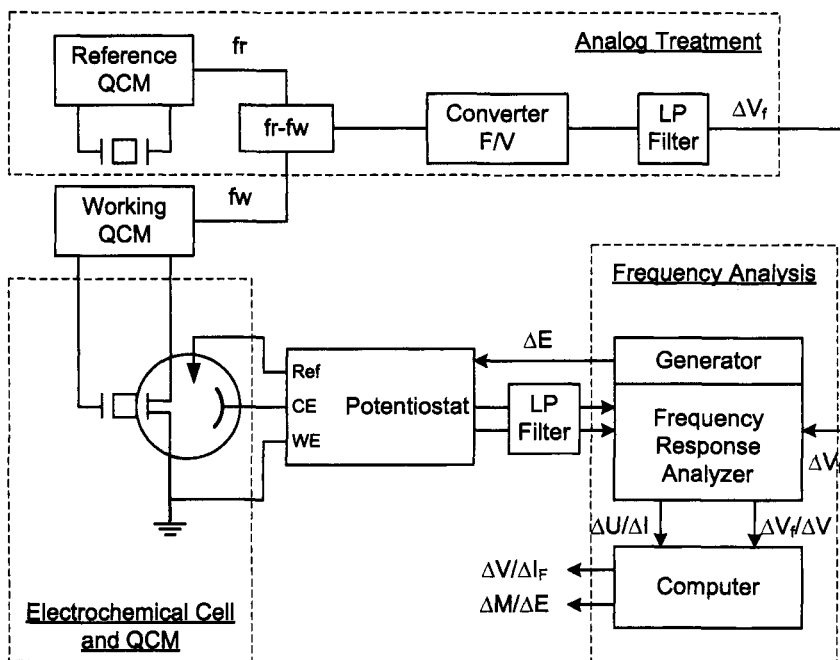 Analog Treatment
Reference
QCM
fr
fr-fw
Converter
F/V
LP
Filter
ΔVf
Working
QCM
fw
Frequency Analysis
Ref
CE
WE
Potentiostat
ΔE
LP
Filter
Generator
Frequency
Response
Analyzer
ΔVf
ΔU/ΔI
ΔVf/ΔV
Computer
ΔV/ΔIF
ΔM/ΔE
Electrochemical Cell
and QCM